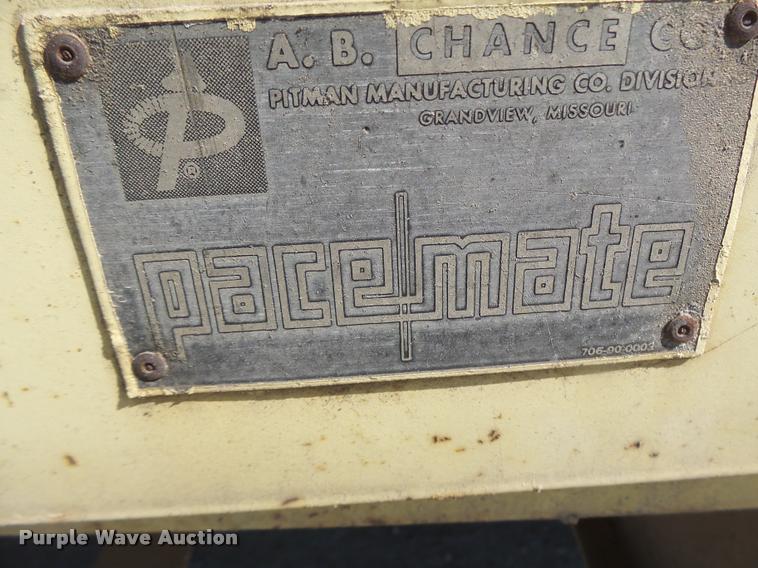 A. B. CHANCE CO.
PITMAN MANUFACTURING CO. DIVISION
GRANDVIEW, MISSOURI
®
pacemate
706-90-0003
Purple Wave Auction